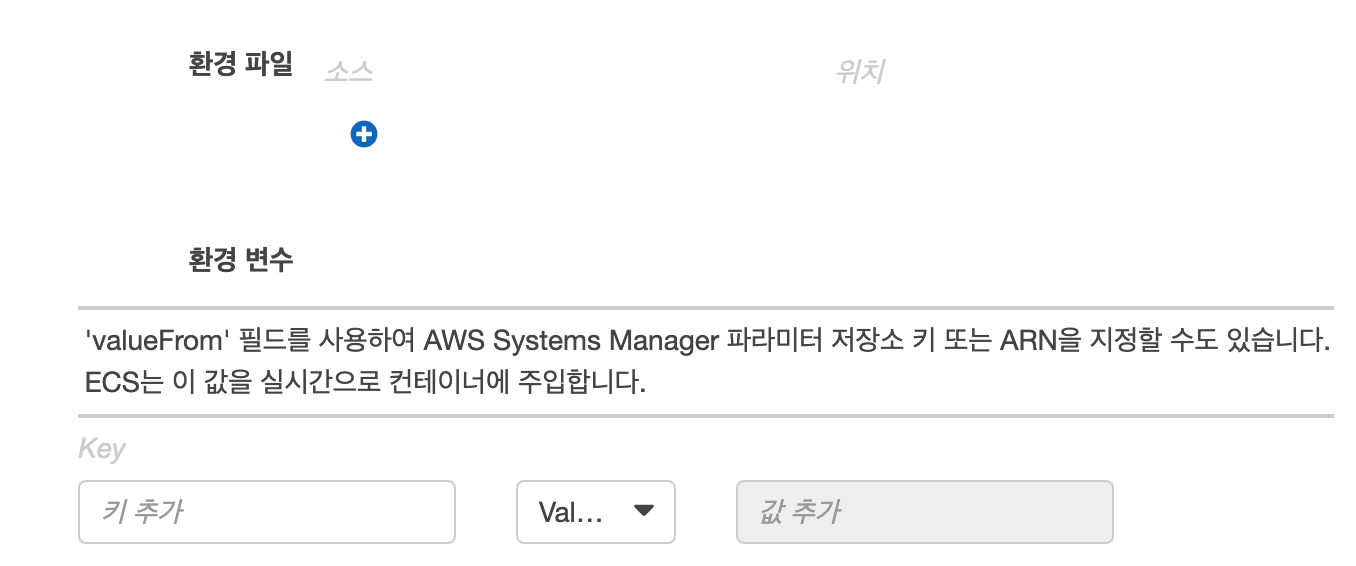 환경 파일 소스 위치
환경 변수
'valueFrom' 필드를 사용하여 AWS Systems Manager 파라미터 저장소 키 또는 ARN을 지정할 수도 있습니다.
ECS는 이 값을 실시간으로 컨테이너에 주입합니다.
Key
키 추가 Val... 값 추가